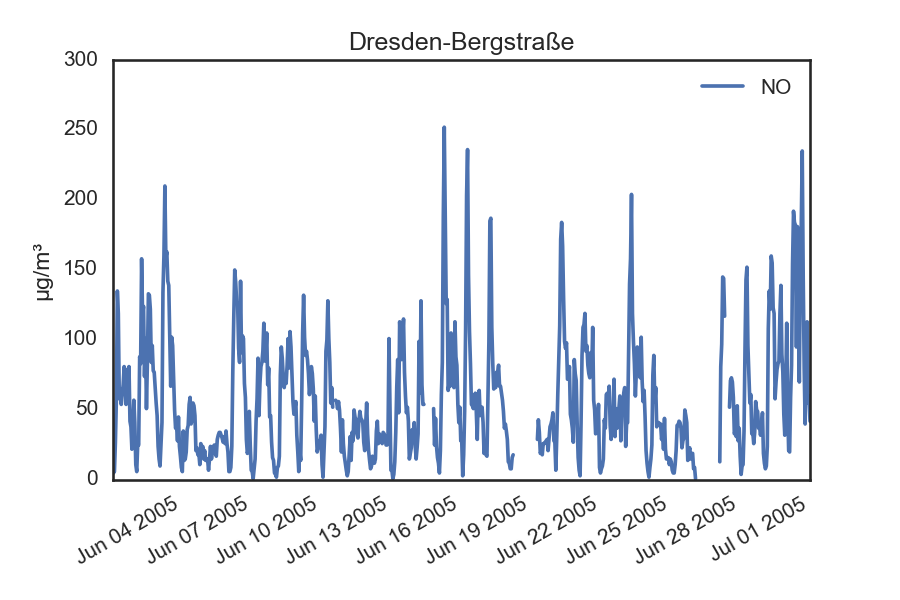 Dresden-Bergstraße
300
250
200
150
100
50
0
µg/m³
NO
Jun 04 2005
Jun 07 2005
Jun 10 2005
Jun 13 2005
Jun 16 2005
Jun 19 2005
Jun 22 2005
Jun 25 2005
Jun 28 2005
Jul 01 2005